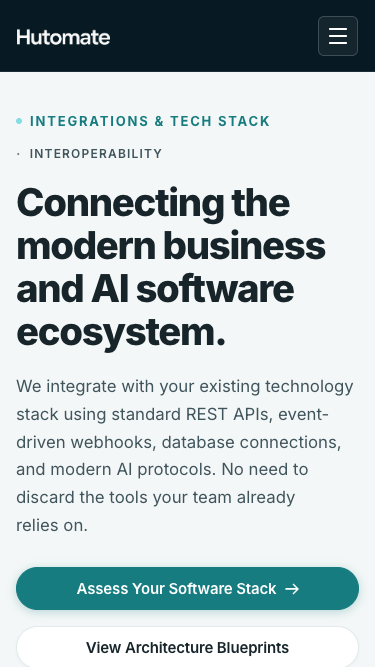 Hutomate
INTEGRATIONS & TECH STACK
· INTEROPERABILITY
Connecting the
modern business
and AI software
ecosystem.
We integrate with your existing technology
stack using standard REST APIs, event-
driven webhooks, database connections,
and modern AI protocols. No need to
discard the tools your team already
relies on.
Assess Your Software Stack →
View Architecture Blueprints